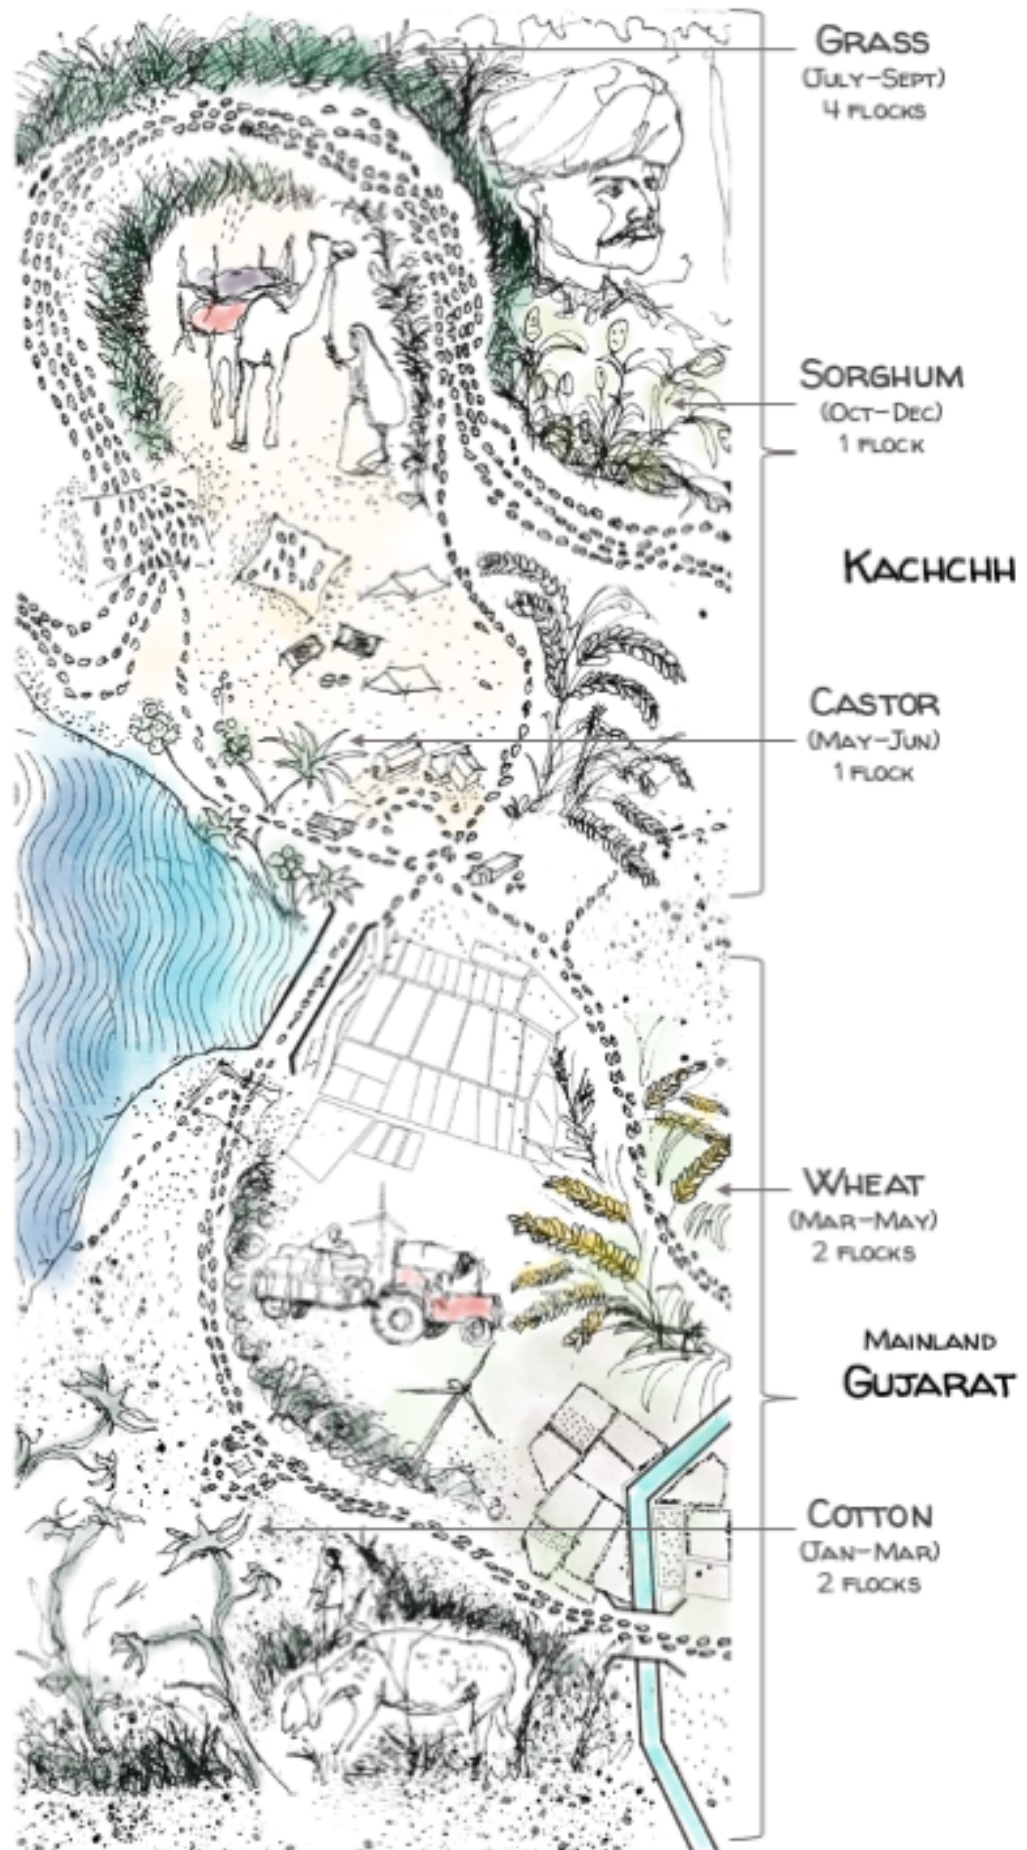 GRASS
(JULY-SEPT)
4 FLOCKS
SORGHUM
(OCT-DEC)
1 FLOCK
KACHCHH
CASTOR
(MAY-JUN)
1 FLOCK
WHEAT
(MAR-MAY)
2 FLOCKS
MAINLAND
GUJARAT
COTTON
(JAN-MAR)
2 FLOCKS